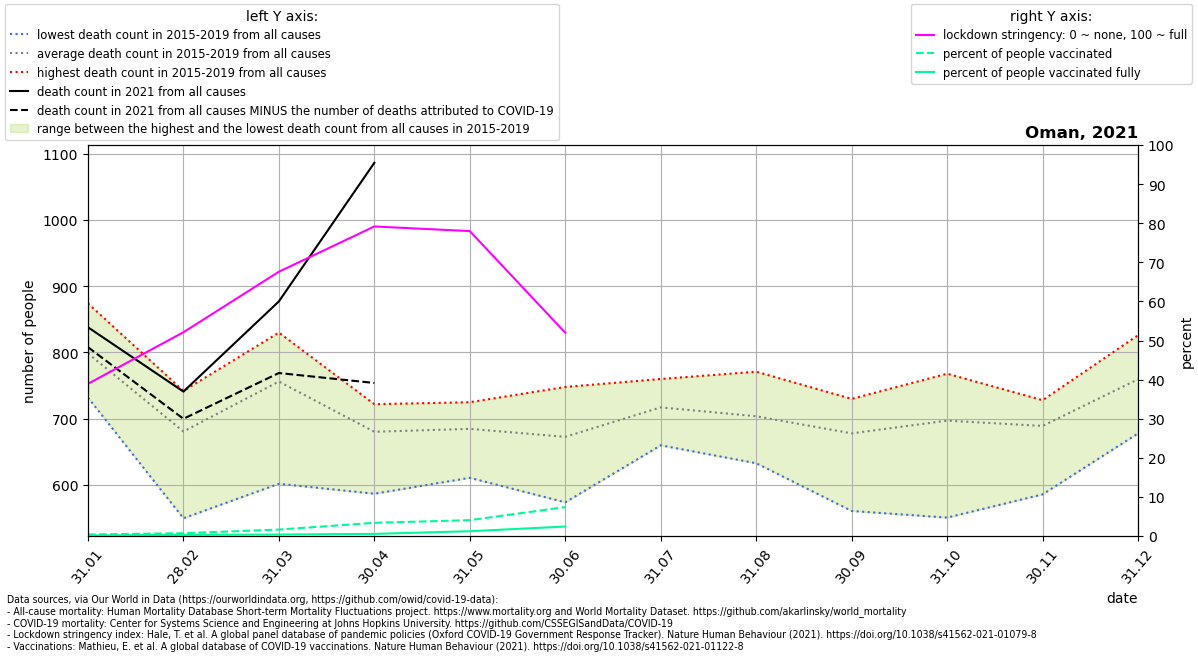 left Y axis:
lowest death count in 2015-2019 from all causes
average death count in 2015-2019 from all causes
highest death count in 2015-2019 from all causes
death count in 2021 from all causes
death count in 2021 from all causes MINUS the number of deaths attributed to COVID-19
range between the highest and the lowest death count from all causes in 2015-2019
right Y axis:
lockdown stringency: 0 ~ none, 100 ~ full
percent of people vaccinated
percent of people vaccinated fully
Oman, 2021
number of people
1100
1000
900
800
700
600
100
90
80
70
60
50
40
30
20
10
0
percent
31.01
28.02
31.03
30.04
31.05
30.06
31.07
31.08
30.09
31.10
30.11
31.12
date
Data sources, via Our World in Data (https://ourworldindata.org, https://github.com/owid/covid-19-data):
- All-cause mortality: Human Mortality Database Short-term Mortality Fluctuations project. https://www.mortality.org and World Mortality Dataset. https://github.com/akarlinsky/world_mortality
- COVID-19 mortality: Center for Systems Science and Engineering at Johns Hopkins University. https://github.com/CSSEGISandData/COVID-19
- Lockdown stringency index: Hale, T. et al. A global panel database of pandemic policies (Oxford COVID-19 Government Response Tracker). Nature Human Behaviour (2021). https://doi.org/10.1038/s41562-021-01079-8
- Vaccinations: Mathieu, E. et al. A global database of COVID-19 vaccinations. Nature Human Behaviour (2021). https://doi.org/10.1038/s41562-021-01122-8